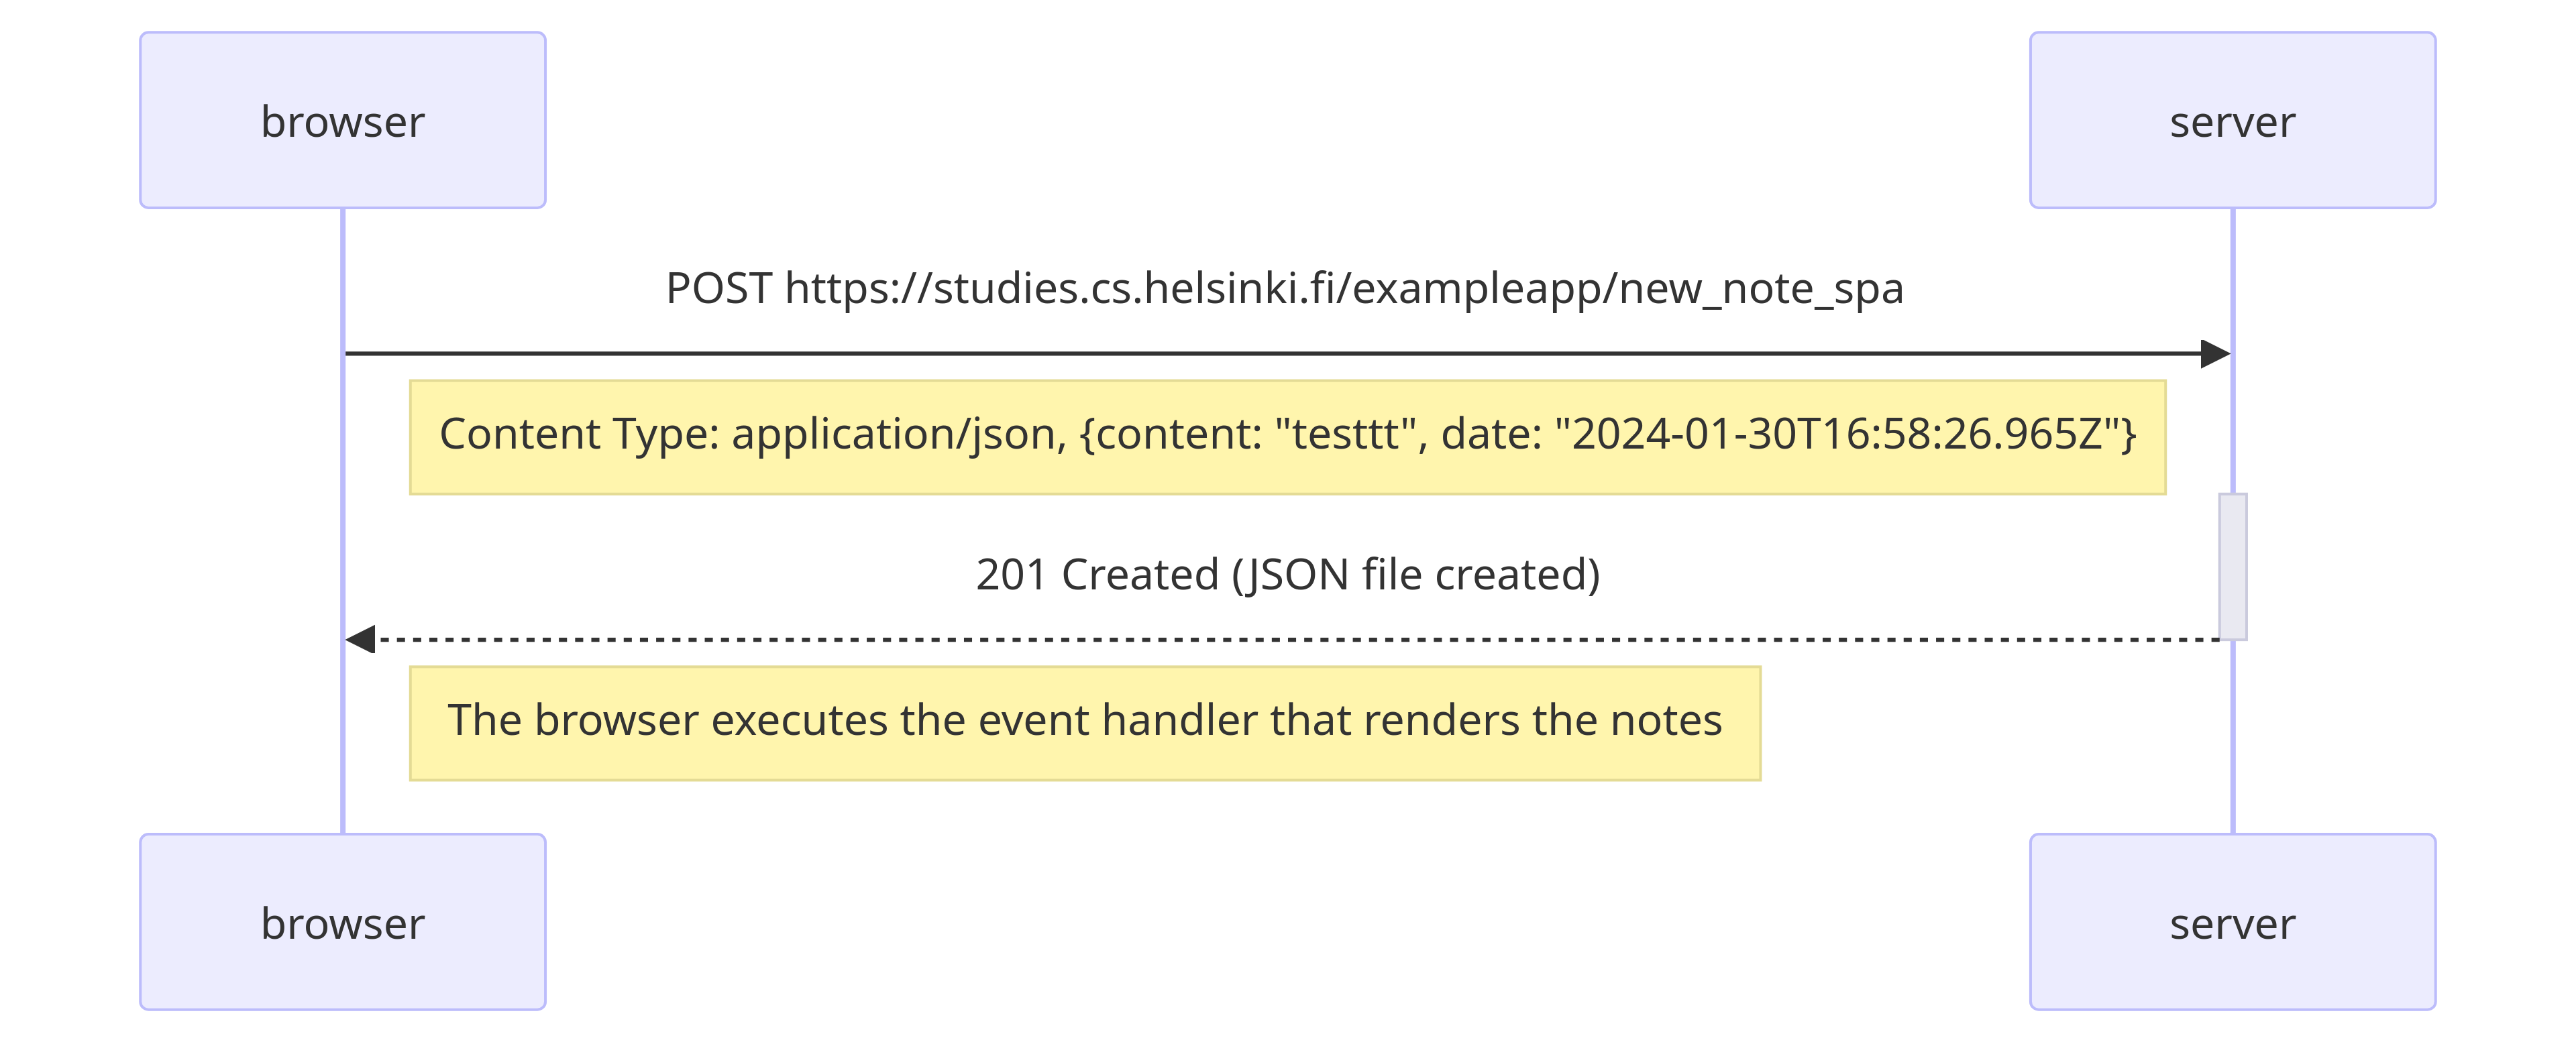 browser
server
POST https://studies.cs.helsinki.fi/exampleapp/new_note_spa
Content Type: application/json, {content: "testtt", date: "2024-01-30T16:58:26.965Z"}
201 Created (JSON file created)
The browser executes the event handler that renders the notes
browser
server